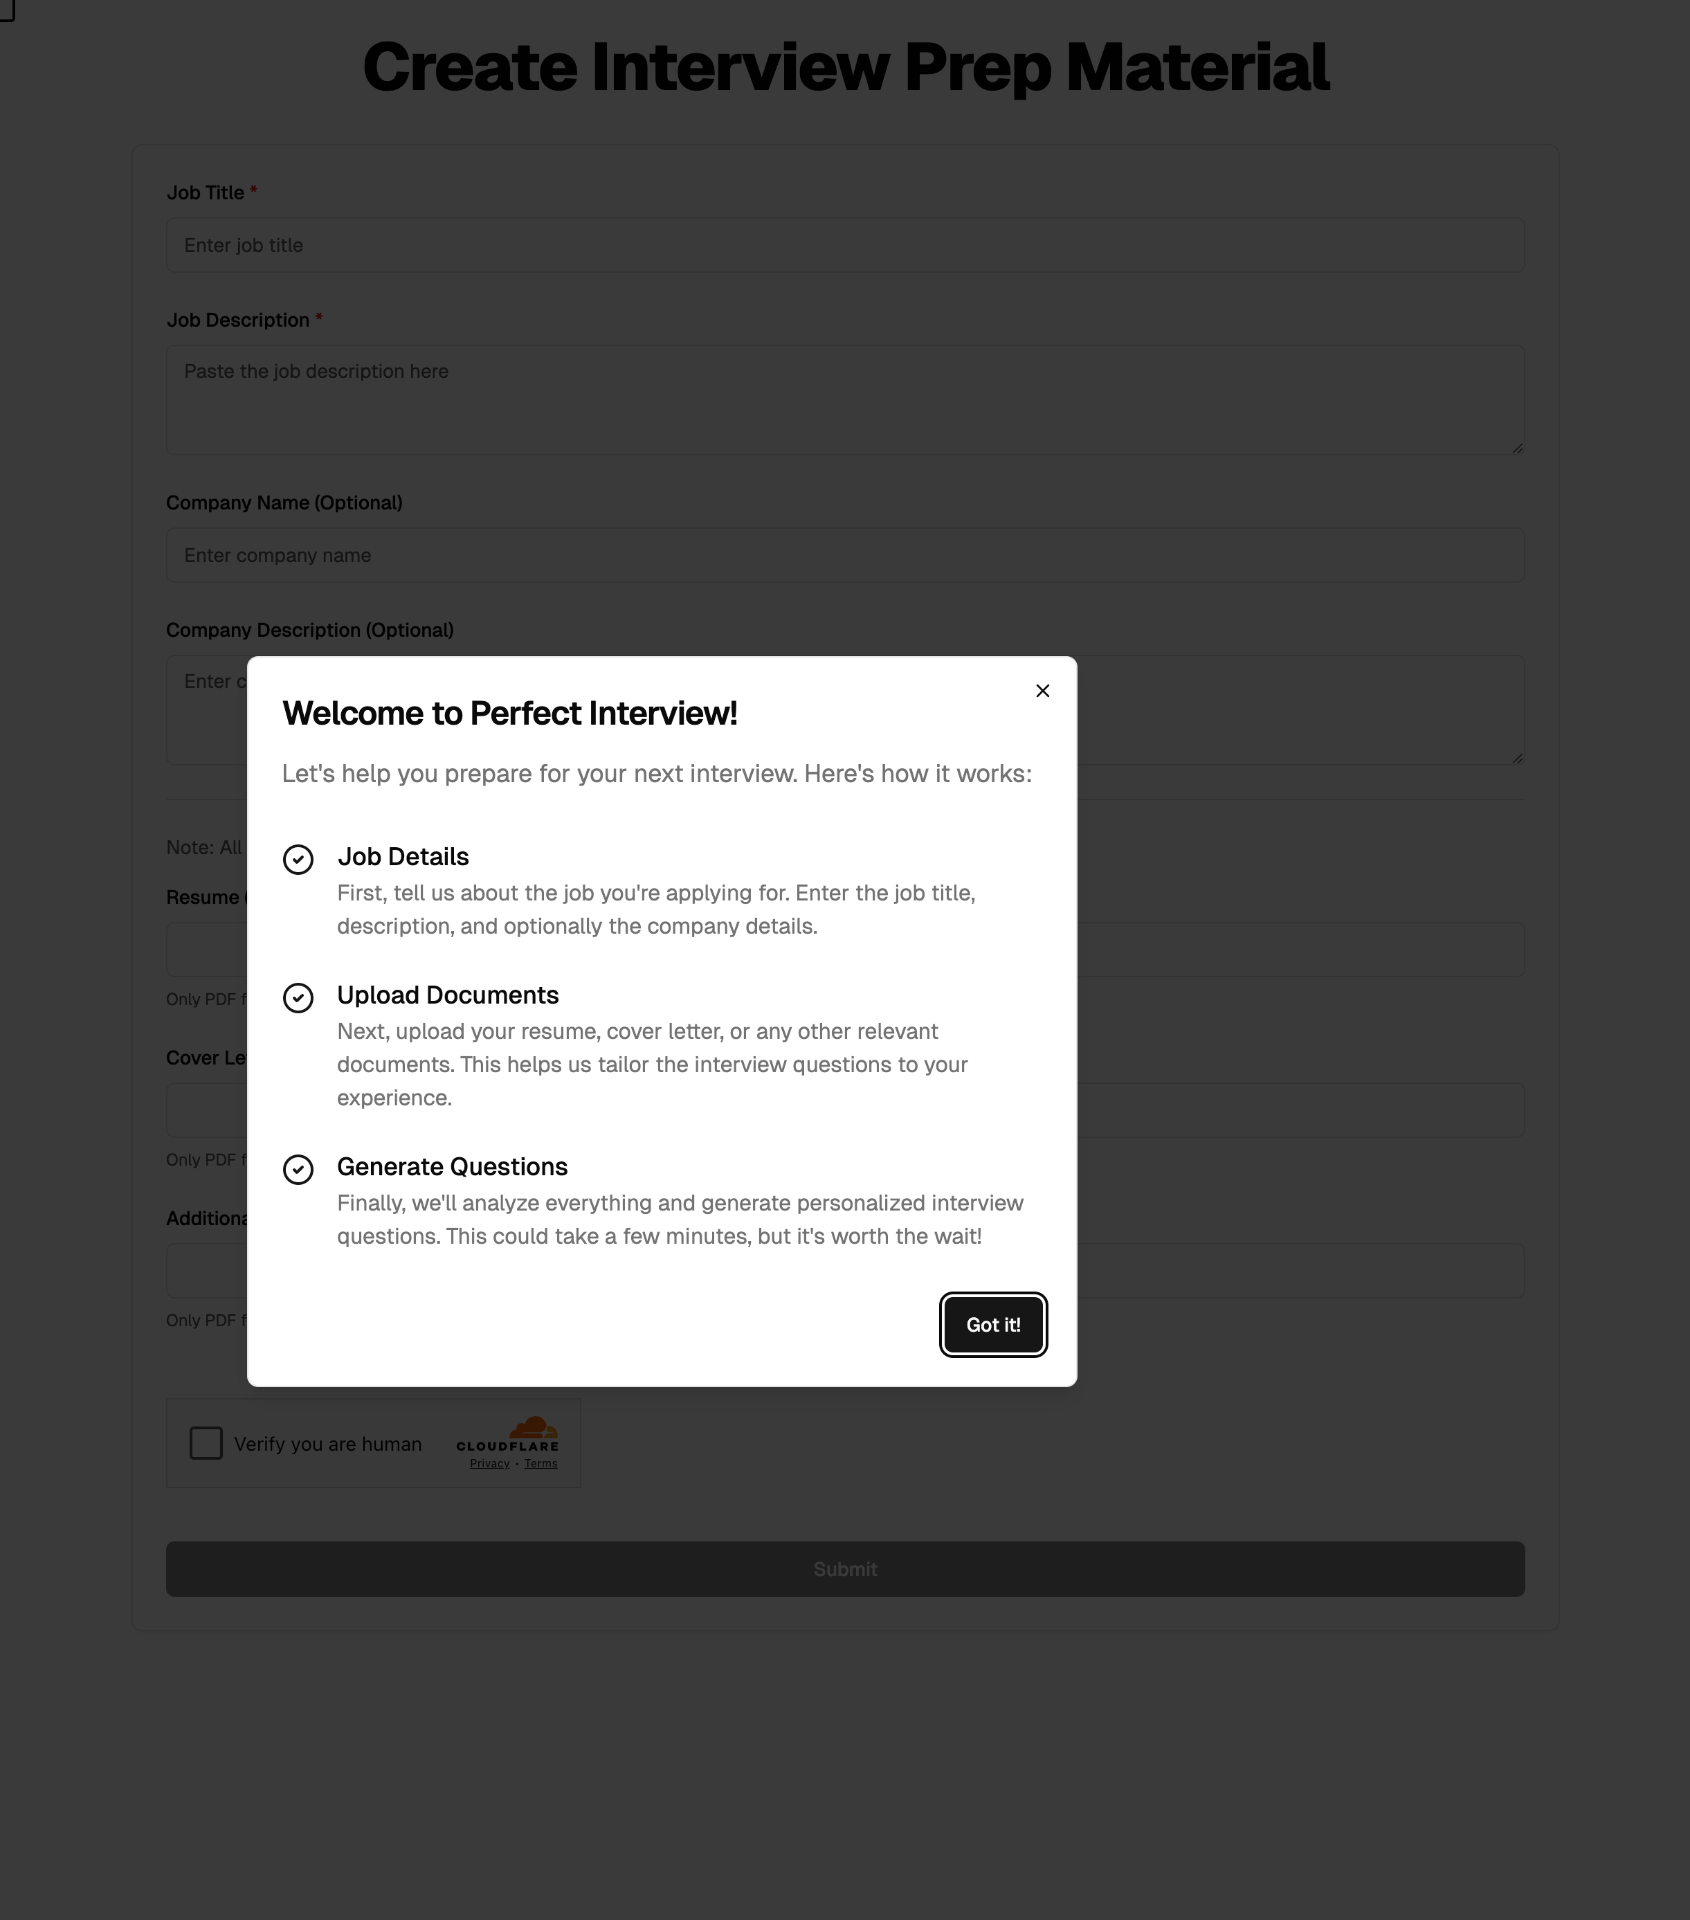 Create Interview Prep Material
Job Title *
Enter job title
Job Description *
Paste the job description here
Company Name (Optional)
Enter company name
Company Description (Optional)
Enter
Welcome to Perfect Interview!
Let's help you prepare for your next interview. Here's how it works:
Job Details
First, tell us about the job you're applying for. Enter the job title,
description, and optionally the company details.
Upload Documents
Next, upload your resume, cover letter, or any other relevant
documents. This helps us tailor the interview questions to your
experience.
Generate Questions
Finally, we'll analyze everything and generate personalized interview
questions. This could take a few minutes, but it's worth the wait!
Got it!
Note: All
Resume
Only PDF
Cover
Only PDF
Only PDF
Verify you are human
CLOUDFLARE
Privacy • Terms
Submit